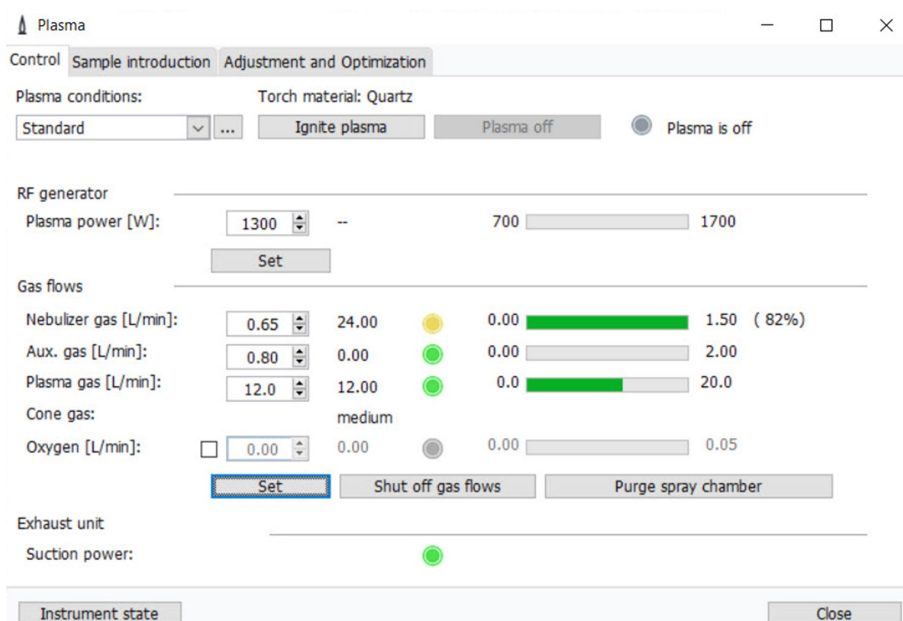 Plasma
Control Sample introduction Adjustment and Optimization
Plasma conditions: Torch material: Quartz
Standard ... Ignite plasma Plasma off Plasma is off
RF generator
Plasma power [W]: 1300 -- 700 1700
Set
Gas flows
Nebulizer gas [L/min]: 0.65 24.00 0.00 1.50 ( 82%)
Aux. gas [L/min]: 0.80 0.00 0.00 2.00
Plasma gas [L/min]: 12.0 12.00 0.0 20.0
Cone gas: medium
Oxygen [L/min]: 0.00 0.00 0.00 0.05
Set Shut off gas flows Purge spray chamber
Exhaust unit
Suction power:
Instrument state Close